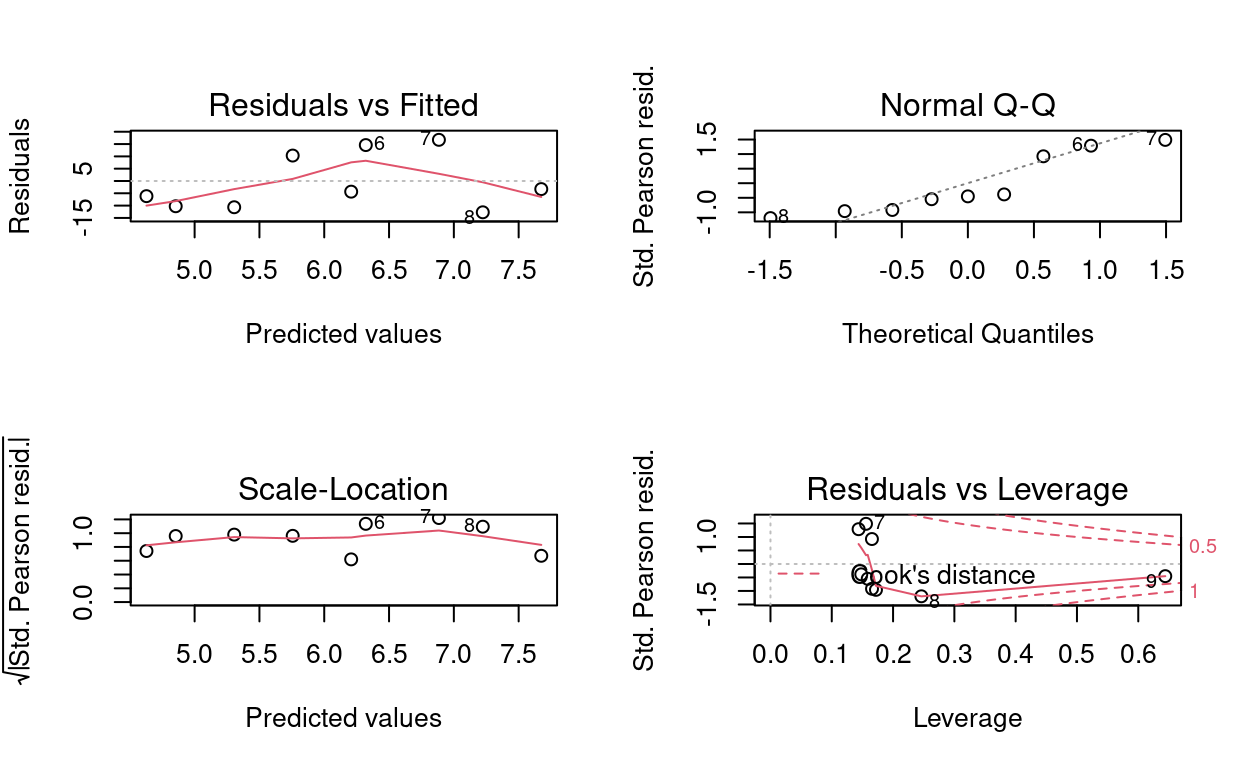 Residuals vs Fitted
Residuals
5
-15
6
7
8
5.0 5.5 6.0 6.5 7.0 7.5
Predicted values
Normal Q-Q
Std. Pearson resid.
1.5
-1.0
6
7
8
-1.5 -0.5 0.0 0.5 1.0 1.5
Theoretical Quantiles
Scale-Location
√|Std. Pearson resid.|
1.0
0.0
6
7
8
5.0 5.5 6.0 6.5 7.0 7.5
Predicted values
Residuals vs Leverage
Std. Pearson resid.
1.0
-1.5
7
0.5
ook's distance
9
1
8
0.0 0.1 0.2 0.3 0.4 0.5 0.6
Leverage